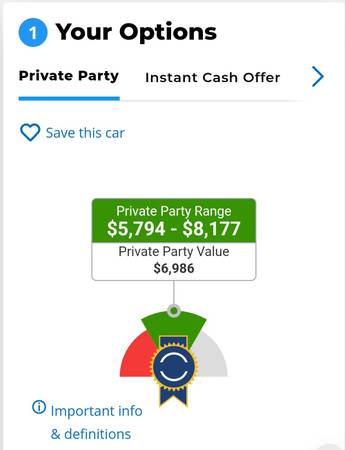 1 Your Options
Private Party Instant Cash Offer
Save this car
Private Party Range
$5,794 - $8,177
Private Party Value
$6,986
Important info
& definitions